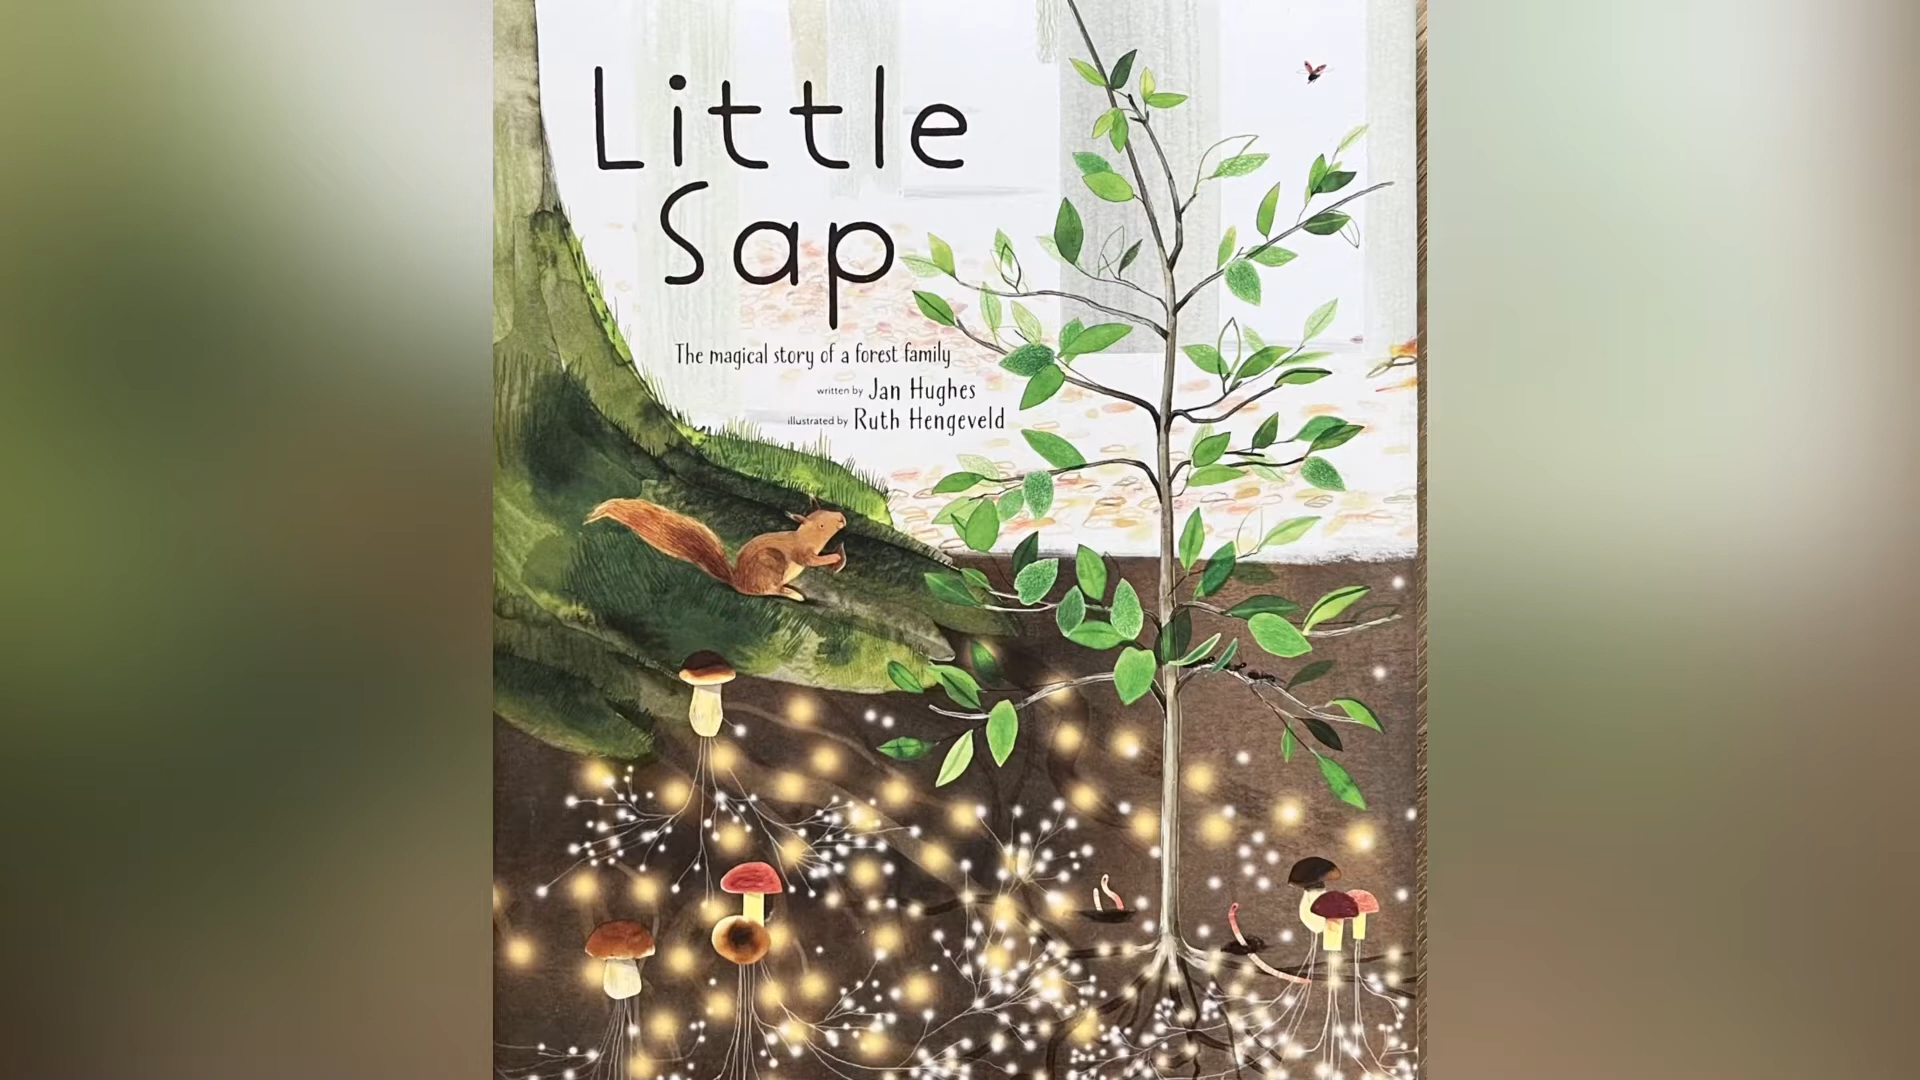 Little
Sap
The magical story of a forest family
written by Jan Hughes
illustrated by Ruth Hengeveld